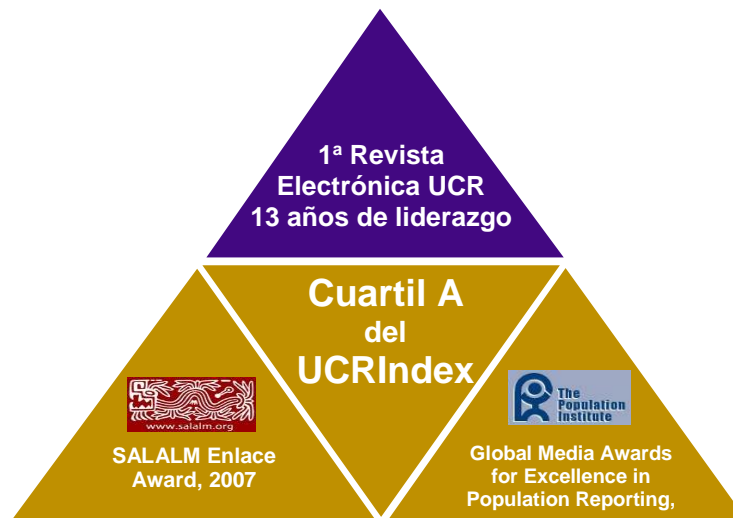 1ª Revista
Electrónica UCR
13 años de liderazgo
Cuartil A
del
UCRIndex
www.salalm.org
SALALM Enlace
Award, 2007
The
Population
Institute
Global Media Awards
for Excellence in
Population Reporting,